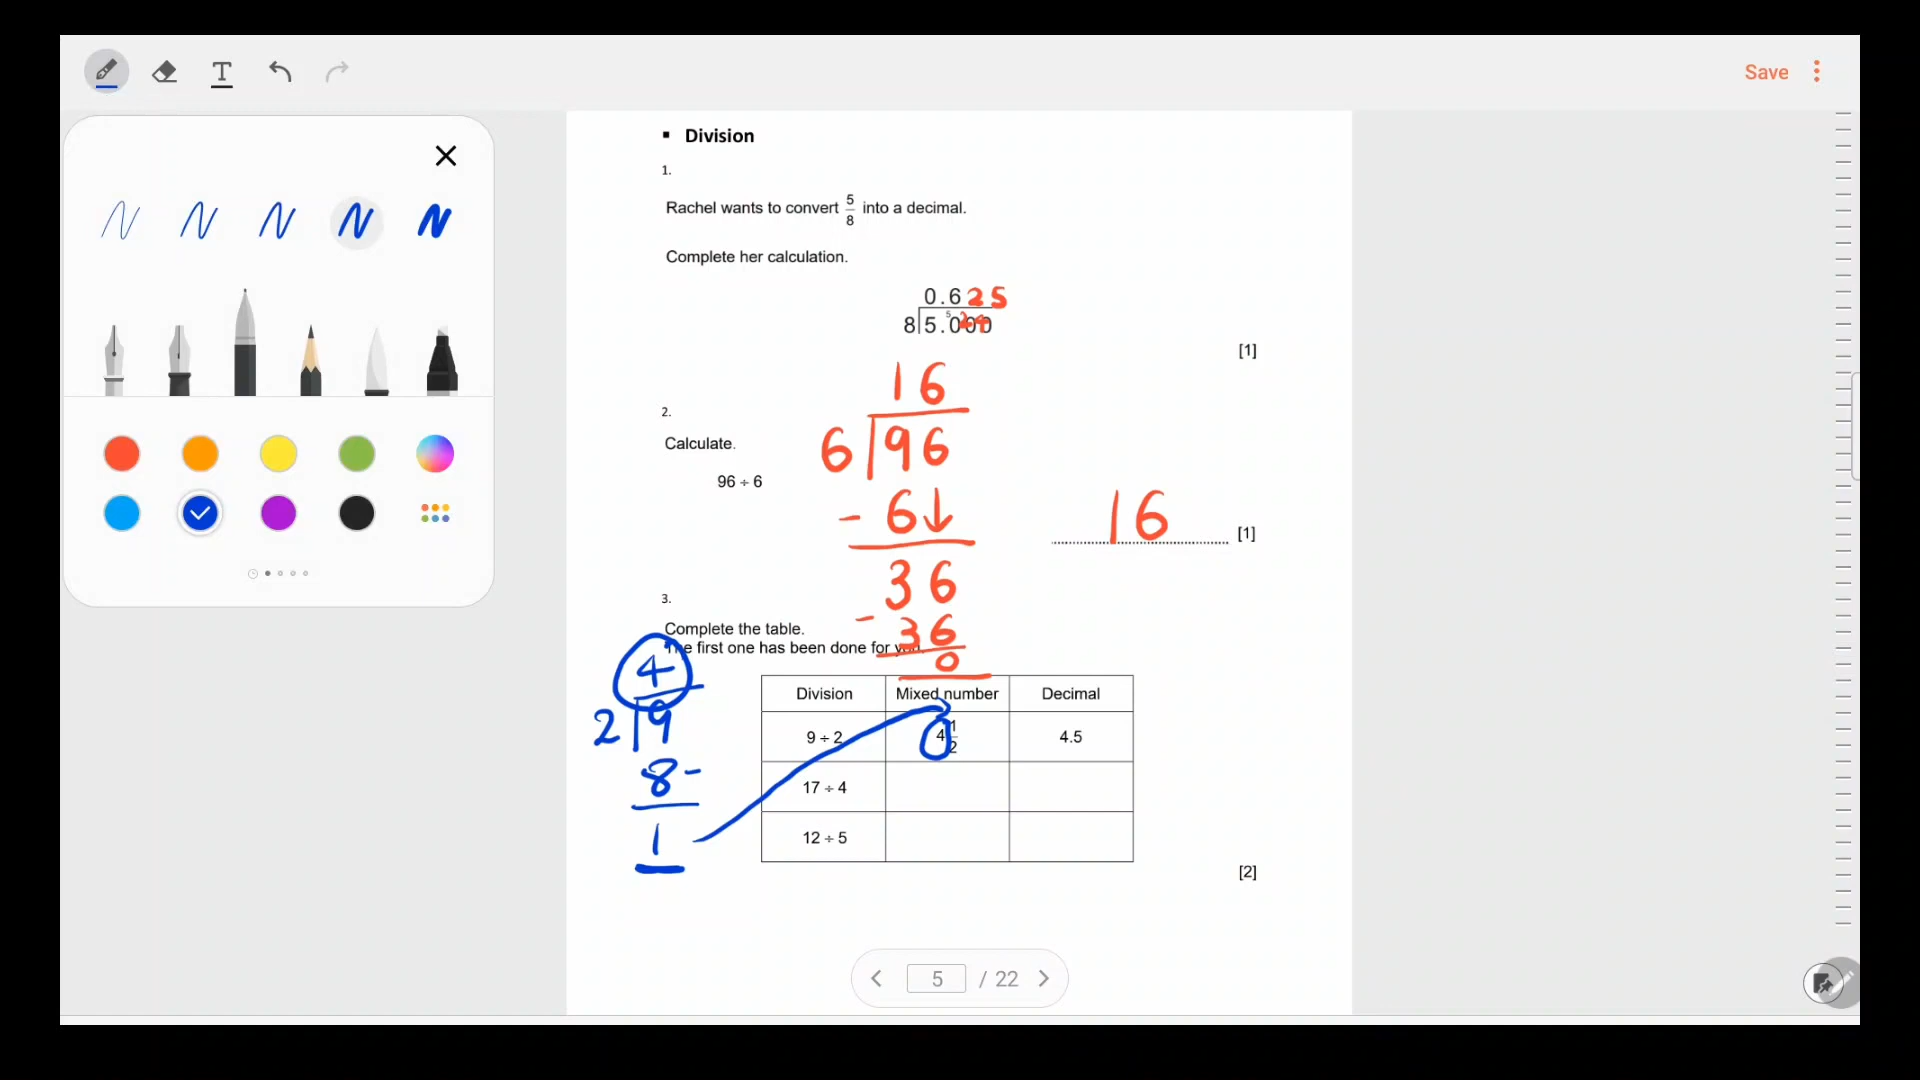 Save
▪ Division
1.
Rachel wants to convert 5/8 into a decimal.
Complete her calculation.
0.625
8 5.000
[1]
16
2.
Calculate.
6 96
96 ÷ 6
- 6↓
16 [1]
36
3.
- 36
Complete the table.
The first one has been done for you.
0
4
2 9
8 -
1
Division Mixed number Decimal
9 ÷ 2 4 1/2 4.5
17 ÷ 4
12 ÷ 5
[2]
5 / 22